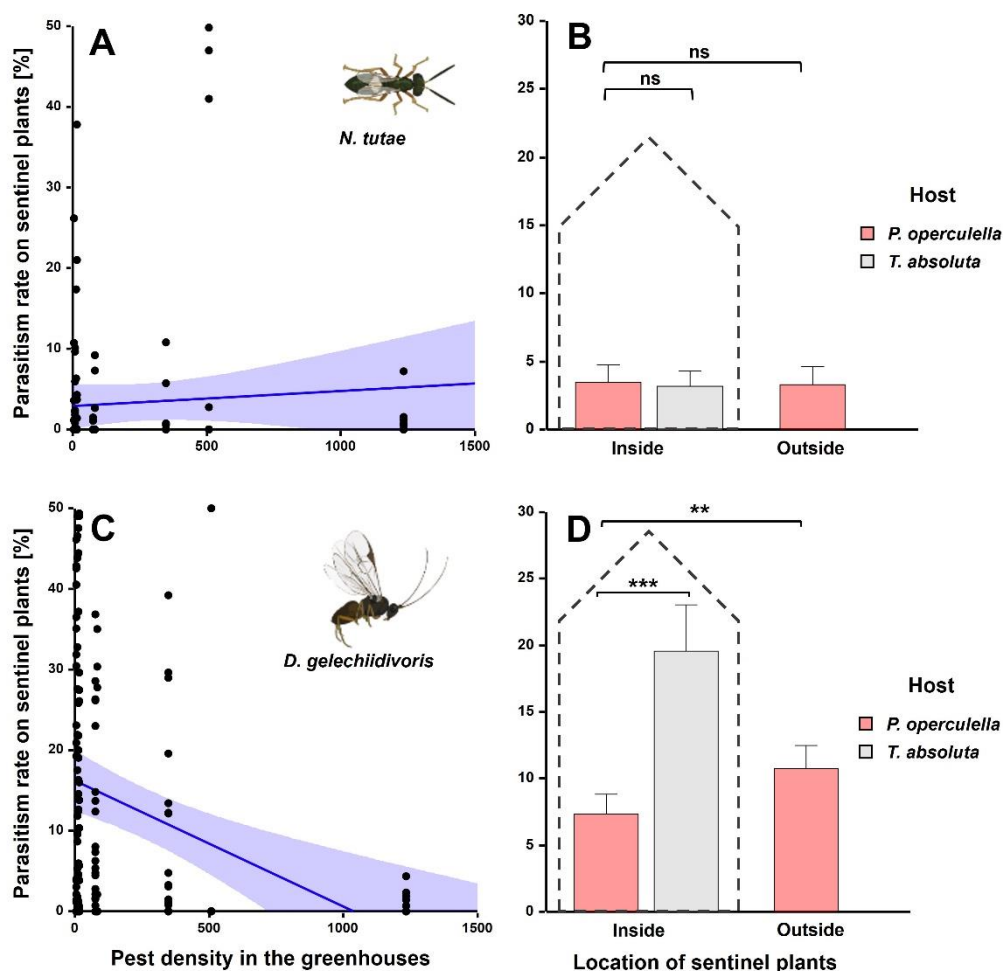 A
Parasitism rate on sentinel plants [%]
50
40
30
20
10
0
0
500
1000
1500
N. tutae
B
30
25
20
15
10
5
0
ns
ns
Inside
Outside
Host
P. operculella
T. absoluta
C
Parasitism rate on sentinel plants [%]
50
40
30
20
10
0
0
500
1000
1500
Pest density in the greenhouses
D. gelechiidivoris
D
30
25
20
15
10
5
0
**
***
Inside
Outside
Location of sentinel plants
Host
P. operculella
T. absoluta